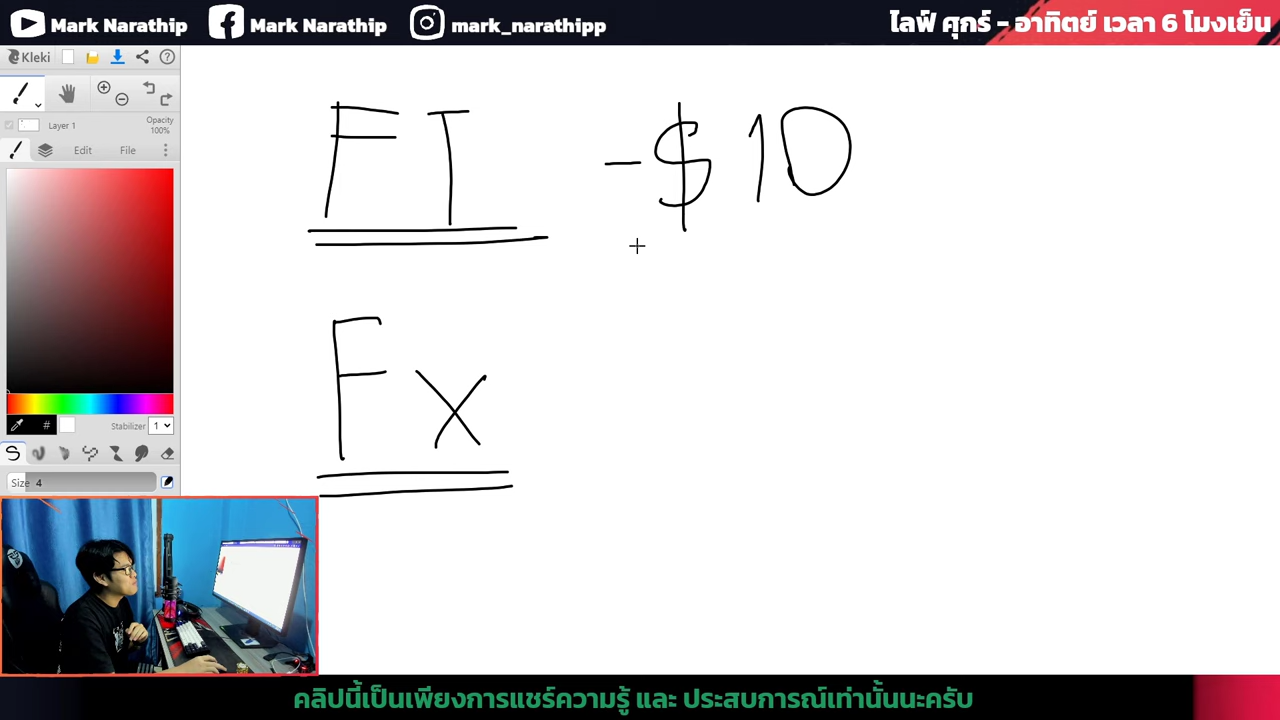 Mark Narathip Mark Narathip mark_narathipp ไลฟ์ ศุกร์ - อาทิตย์ เวลา 6 โมงเย็น
Kleki
Layer 1
Opacity
100%
Edit File
#
Stabilizer 1
Size 4
FT - $10
Fx
คลิปนี้เป็นเพียงการแชร์ความรู้ และ ประสบการณ์เท่านั้นนะครับ